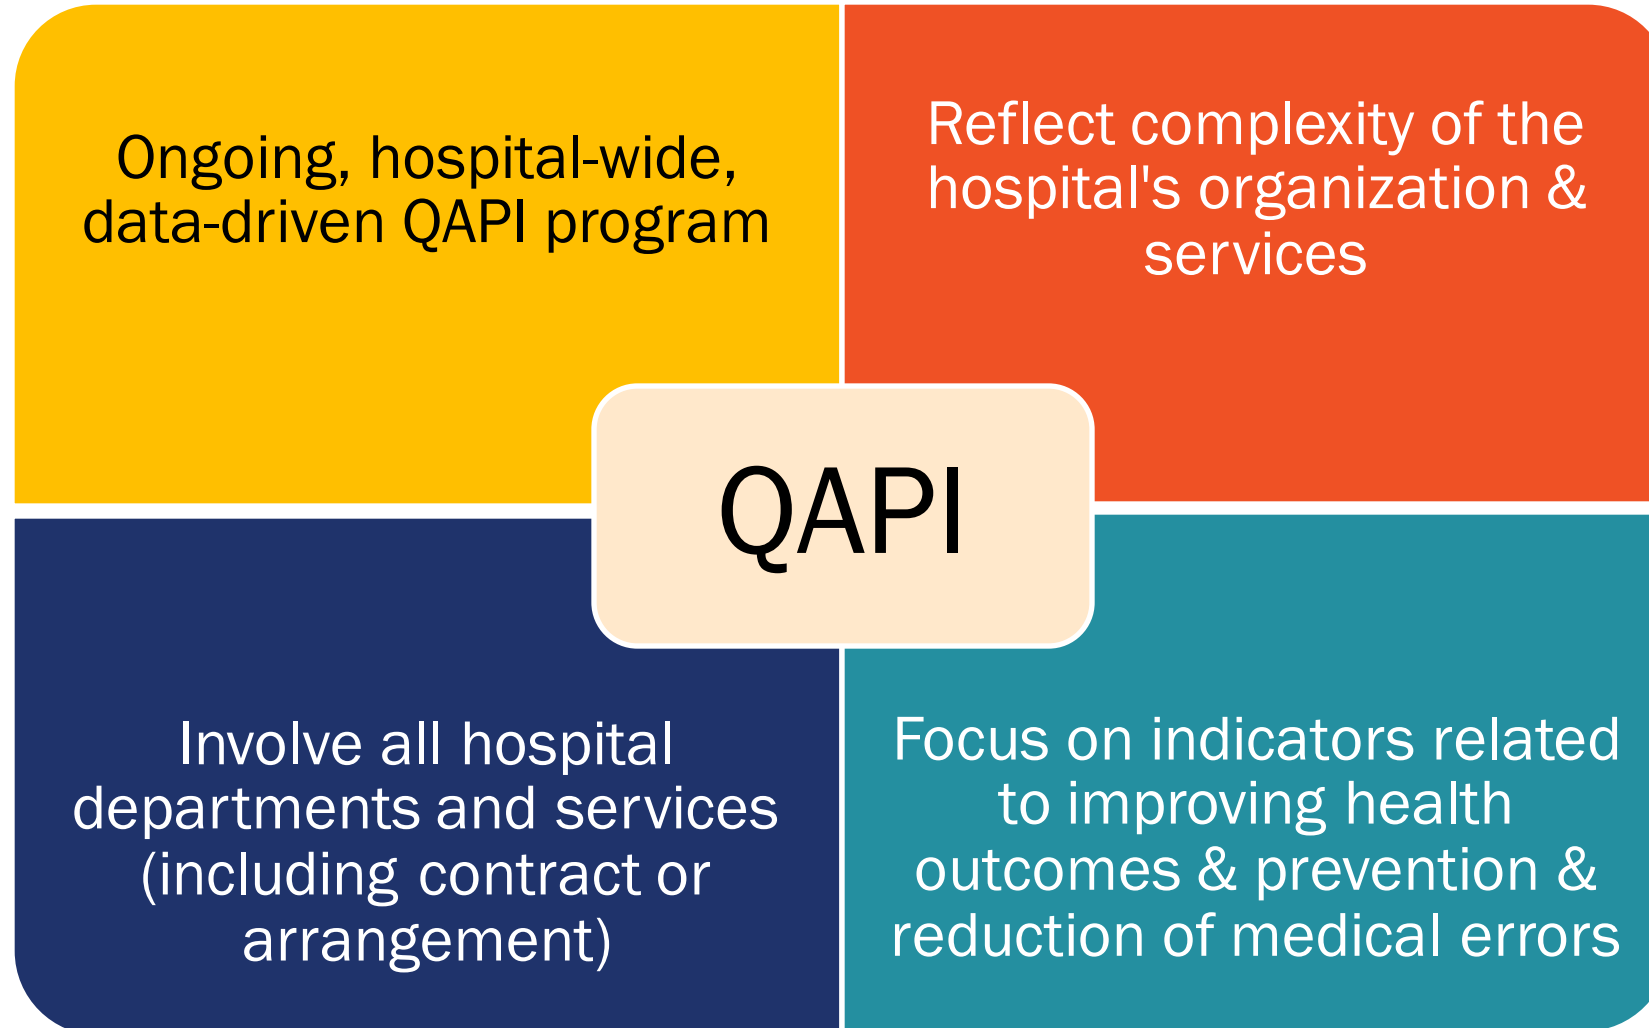 Ongoing, hospital-wide,
data-driven QAPI program
Reflect complexity of the
hospital's organization &
services
QAPI
Involve all hospital
departments and services
(including contract or
arrangement)
Focus on indicators related
to improving health
outcomes & prevention &
reduction of medical errors